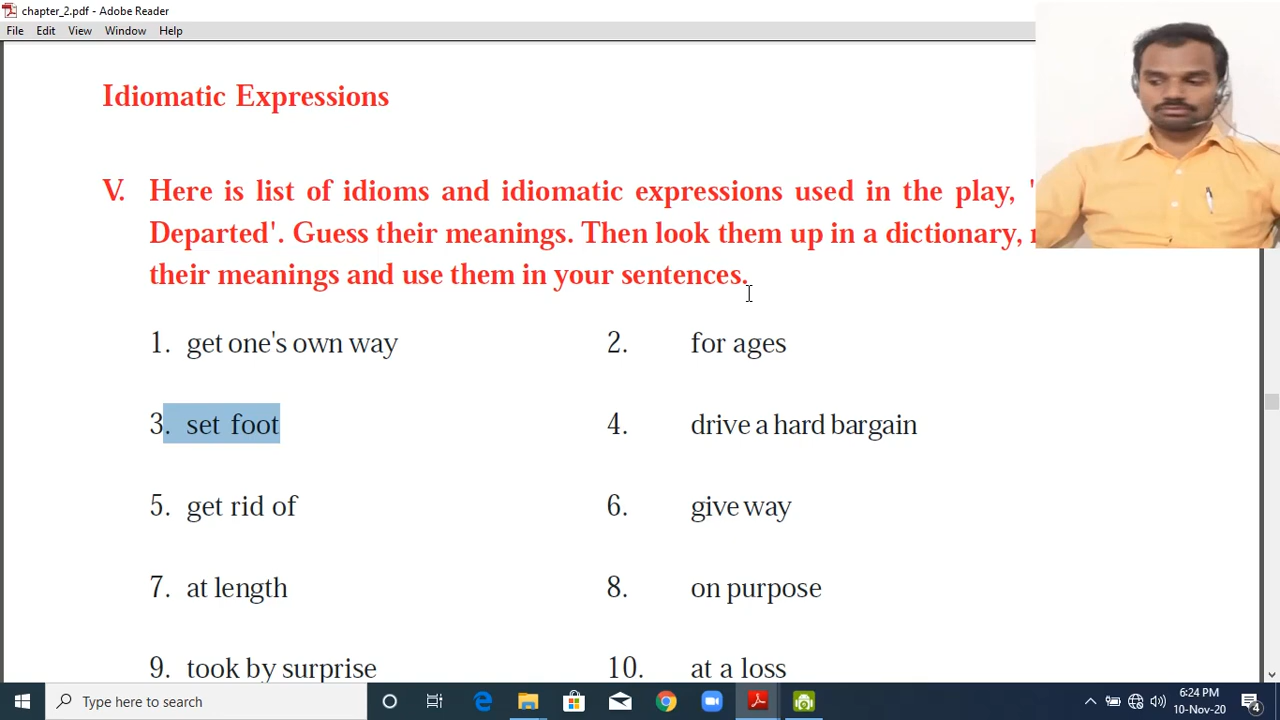 chapter_2.pdf - Adobe Reader
File Edit View Window Help
Idiomatic Expressions
V. Here is list of idioms and idiomatic expressions used in the play, '
Departed'. Guess their meanings. Then look them up in a dictionary,
their meanings and use them in your sentences.
1. get one's own way 2. for ages
3. set foot 4. drive a hard bargain
5. get rid of 6. give way
7. at length 8. on purpose
9. took by surprise 10. at a loss
Type here to search
6:24 PM
10-Nov-20
4